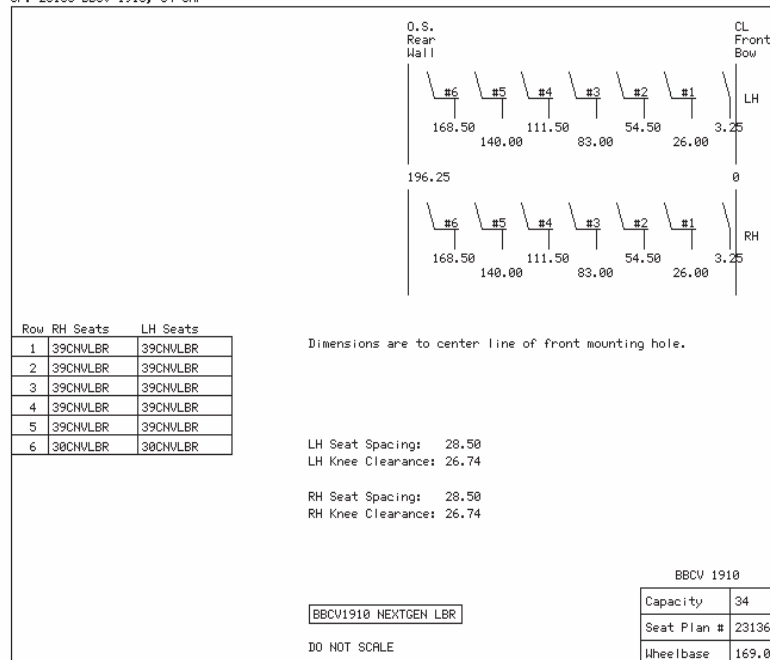 O.S. CL
Rear Front
Wall Bow
#6 #5 #4 #3 #2 #1 LH
168.50 111.50 54.50 3.25
140.00 83.00 26.00
196.25 0
#6 #5 #4 #3 #2 #1 RH
168.50 111.50 54.50 3.25
140.00 83.00 26.00
Row RH Seats LH Seats
1 39CNVLBR 39CNVLBR
2 39CNVLBR 39CNVLBR
3 39CNVLBR 39CNVLBR
4 39CNVLBR 39CNVLBR
5 39CNVLBR 39CNVLBR
6 30CNVLBR 30CNVLBR
Dimensions are to center line of front mounting hole.
LH Seat Spacing: 28.50
LH Knee Clearance: 26.74
RH Seat Spacing: 28.50
RH Knee Clearance: 26.74
BBCV1910 NEXTGEN LBR
DO NOT SCALE
BBCV 1910
Capacity 34
Seat Plan # 23136
Wheelbase 169.0